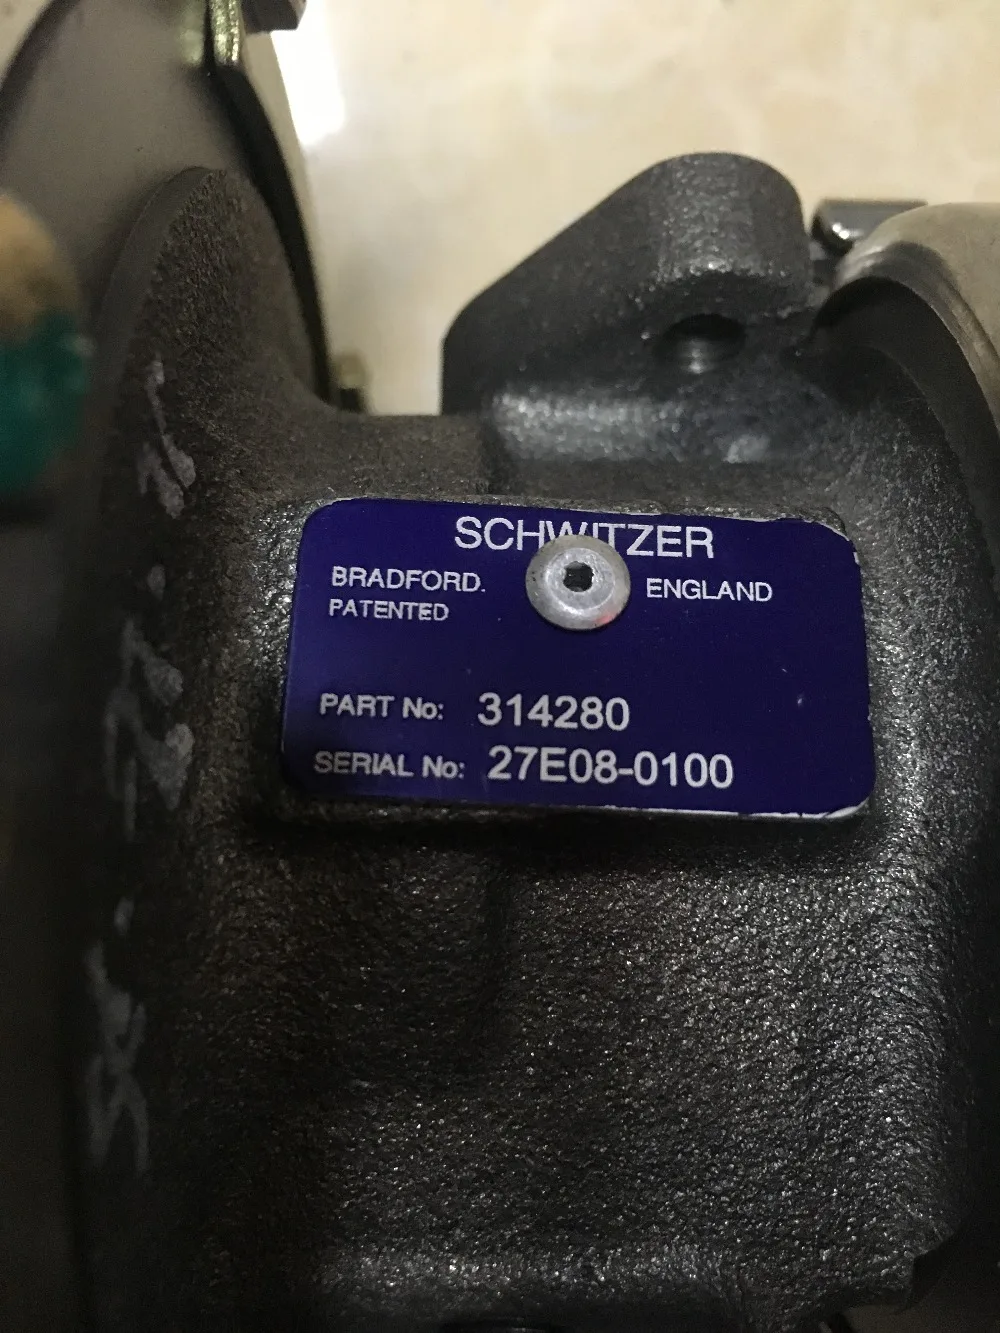 SCHWITZER
BRADFORD. ENGLAND
PATENTED
PART No: 314280
SERIAL No: 27E08-0100